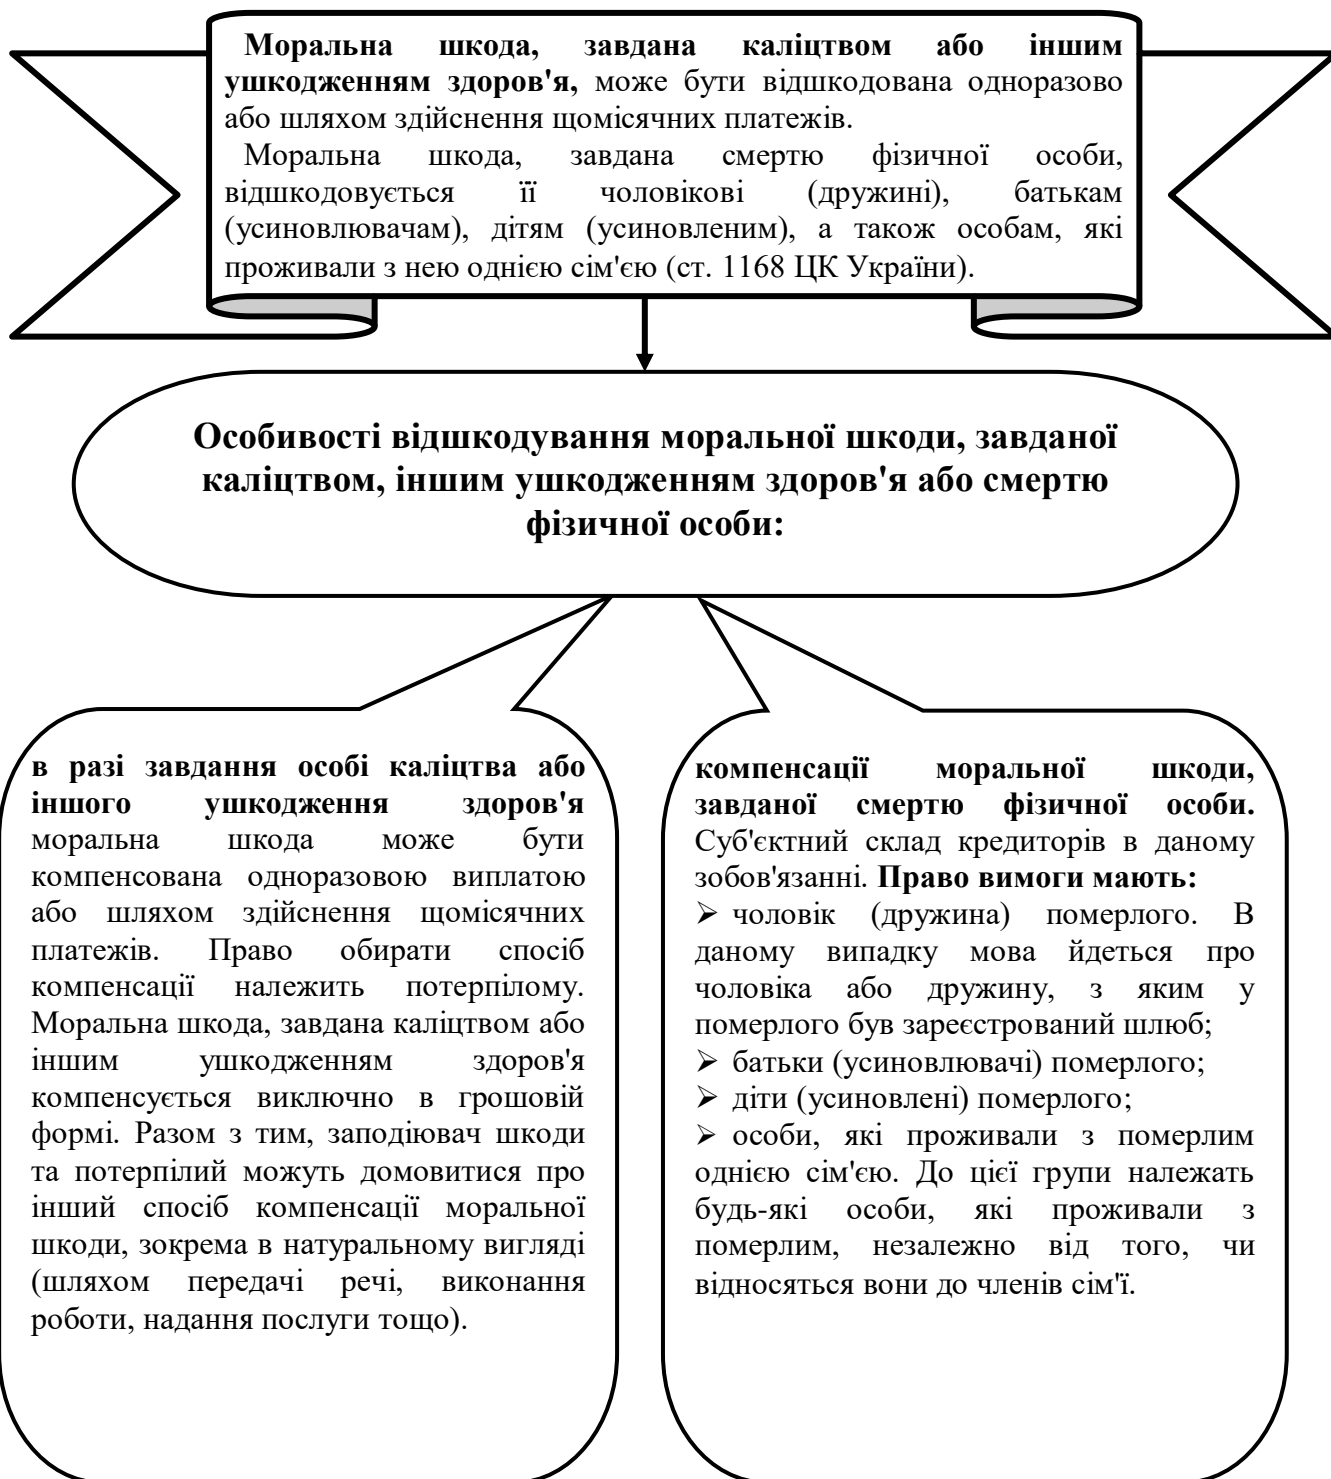 Моральна шкода, завдана каліцтвом або іншим
ушкодженням здоров'я, може бути відшкодована одноразово
або шляхом здійснення щомісячних платежів.
Моральна шкода, завдана смертю фізичної особи,
відшкодовується її чоловікові (дружині), батькам
(усиновлювачам), дітям (усиновленим), а також особам, які
проживали з нею однією сім'єю (ст. 1168 ЦК України).
Особивості відшкодування моральної шкоди, завданої
каліцтвом, іншим ушкодженням здоров'я або смертю
фізичної особи:
в разі завдання особі каліцтва або
іншого ушкодження здоров'я
моральна шкода може бути
компенсована одноразовою виплатою
або шляхом здійснення щомісячних
платежів. Право обирати спосіб
компенсації належить потерпілому.
Моральна шкода, завдана каліцтвом або
іншим ушкодженням здоров'я
компенсується виключно в грошовій
формі. Разом з тим, заподіювач шкоди
та потерпілий можуть домовитися про
інший спосіб компенсації моральної
шкоди, зокрема в натуральному вигляді
(шляхом передачі речі, виконання
роботи, надання послуги тощо).
компенсації моральної шкоди,
завданої смертю фізичної особи.
Суб'єктний склад кредиторів в даному
зобов'язанні. Право вимоги мають:
➢ чоловік (дружина) померлого. В
даному випадку мова йдеться про
чоловіка або дружину, з яким у
померлого був зареєстрований шлюб;
➢ батьки (усиновлювачі) померлого;
➢ діти (усиновлені) померлого;
➢ особи, які проживали з померлим
однією сім'єю. До цієї групи належать
будь-які особи, які проживали з
померлим, незалежно від того, чи
відносяться вони до членів сім'ї.